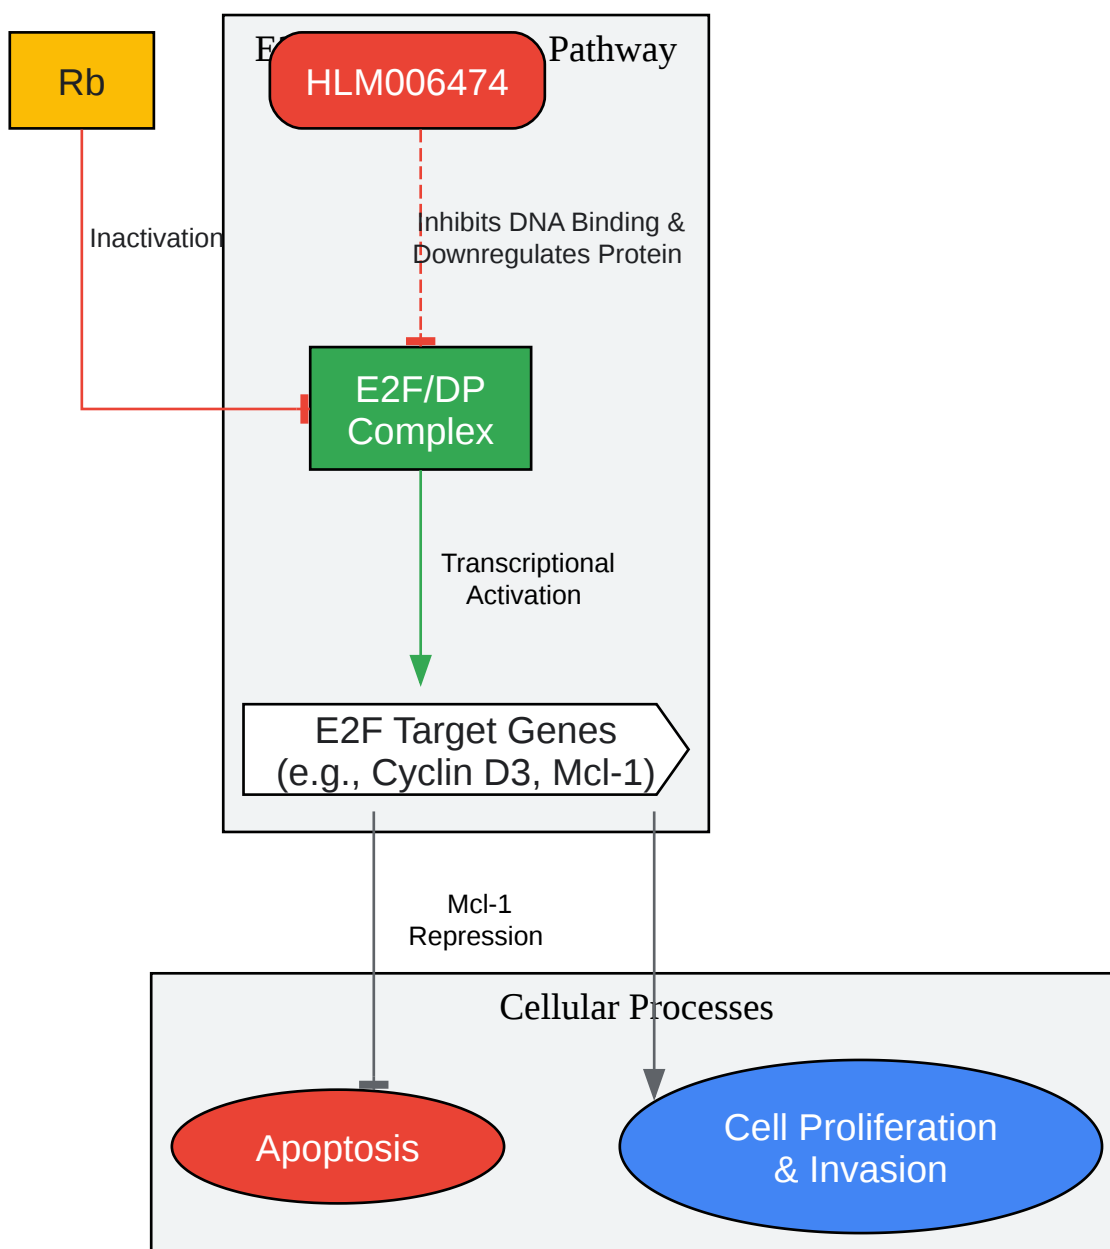 E Pathway
Rb
HLM006474
Inactivation
Inhibits DNA Binding &
Downregulates Protein
E2F/DP
Complex
Transcriptional
Activation
E2F Target Genes
(e.g., Cyclin D3, Mcl-1)
Mcl-1
Repression
Cellular Processes
Apoptosis
Cell Proliferation
& Invasion